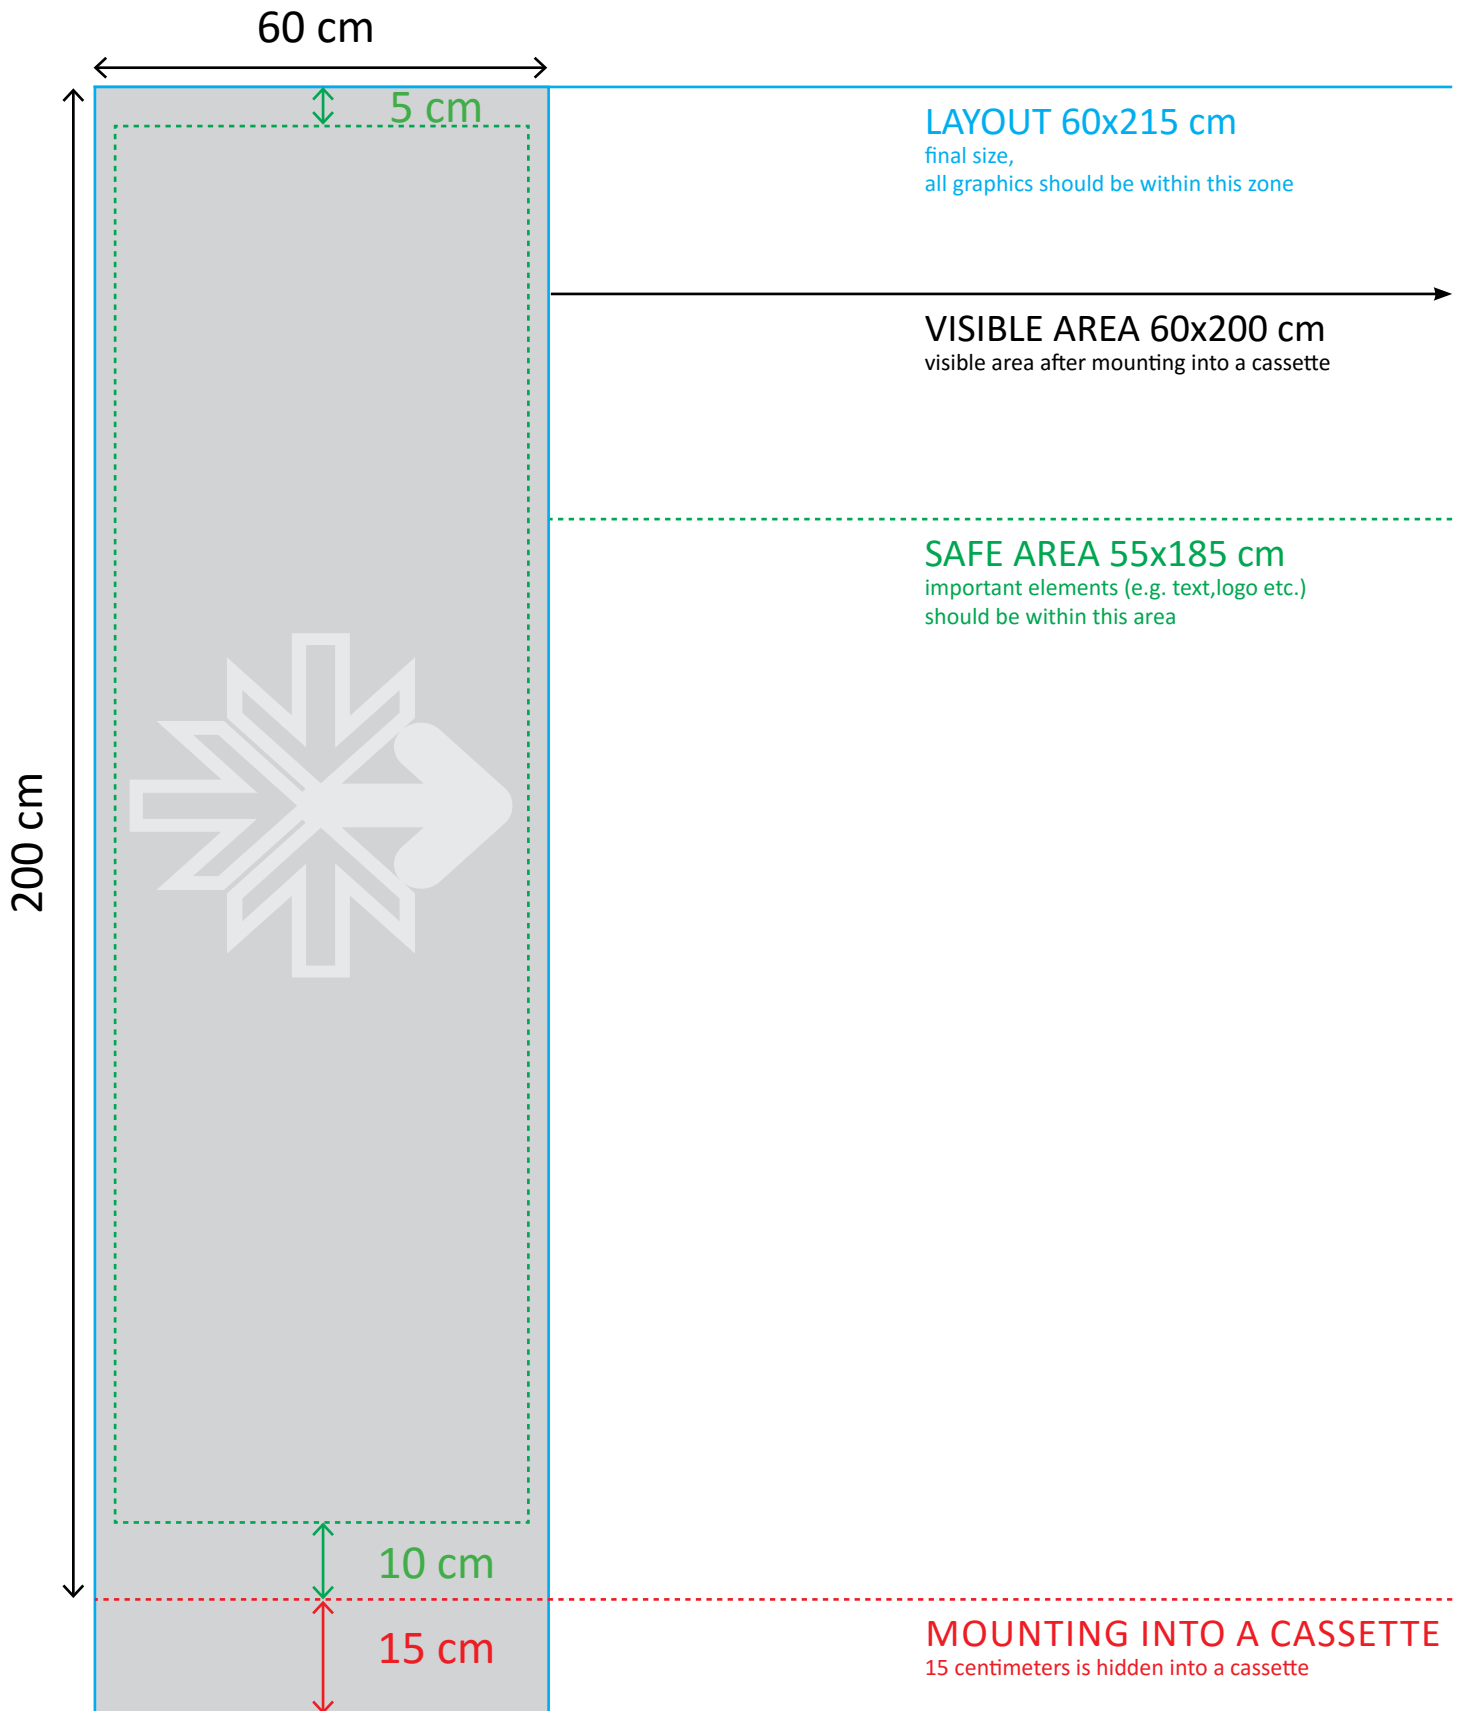 60 cm
5 cm
LAYOUT 60x215 cm
final size,
all graphics should be within this zone
VISIBLE AREA 60x200 cm
visible area after mounting into a cassette
SAFE AREA 55x185 cm
important elements (e.g. text,logo etc.)
should be within this area
200 cm
10 cm
15 cm
MOUNTING INTO A CASSETTE
15 centimeters is hidden into a cassette